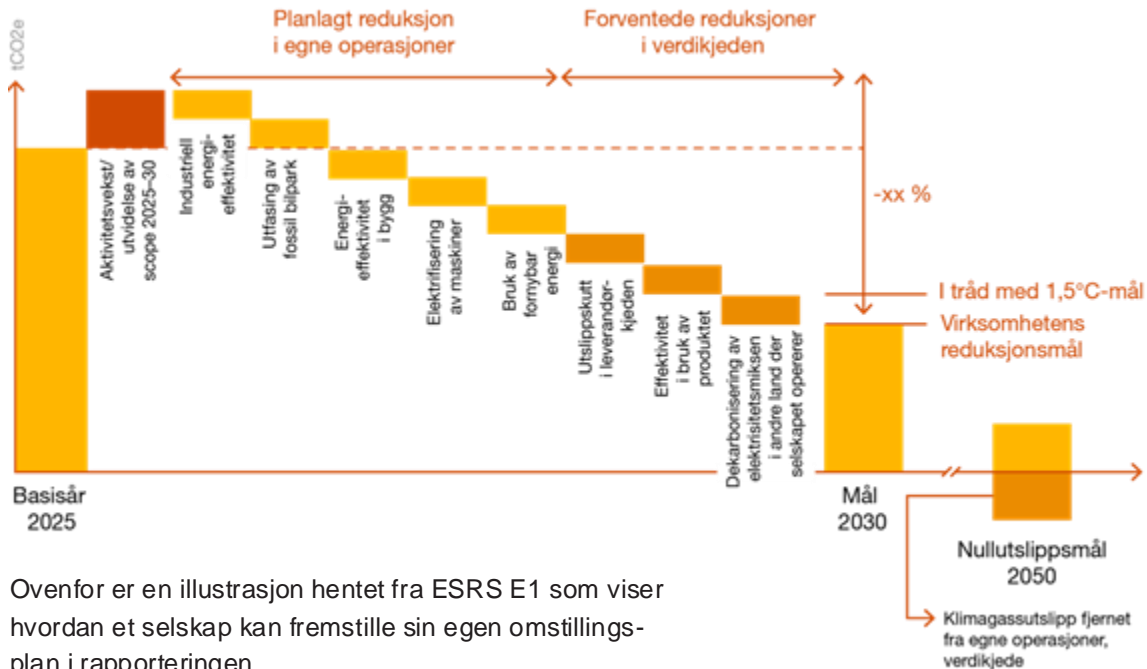 tCO2e
Planlagt reduksjon
i egne operasjoner
Forventede reduksjoner
i verdikjeden
Aktivitetsvekst/
utvidelse av
scope 2025–30
Industriell
energi-
effektivitet
Utfasing av
fossil bilpark
Energi-
effektivitet
i bygg
Elektrifisering
av maskiner
Bruk av
fornybar
energi
Utslippskutt
i leverandør-
kjeden
Effektivitet
i bruk av
produktet
Dekarbonisering av
elektrisitetsmiksen
i andre land der
selskapet opererer
-xx %
I tråd med 1,5°C-mål
Virksomhetens
reduksjonsmål
Basisår
2025
Mål
2030
Nullutslippsmål
2050
Klimagassutslipp fjernet
fra egne operasjoner,
verdikjede
Ovenfor er en illustrasjon hentet fra ESRS E1 som viser
hvordan et selskap kan fremstille sin egen omstillings-
plan i rapporteringen